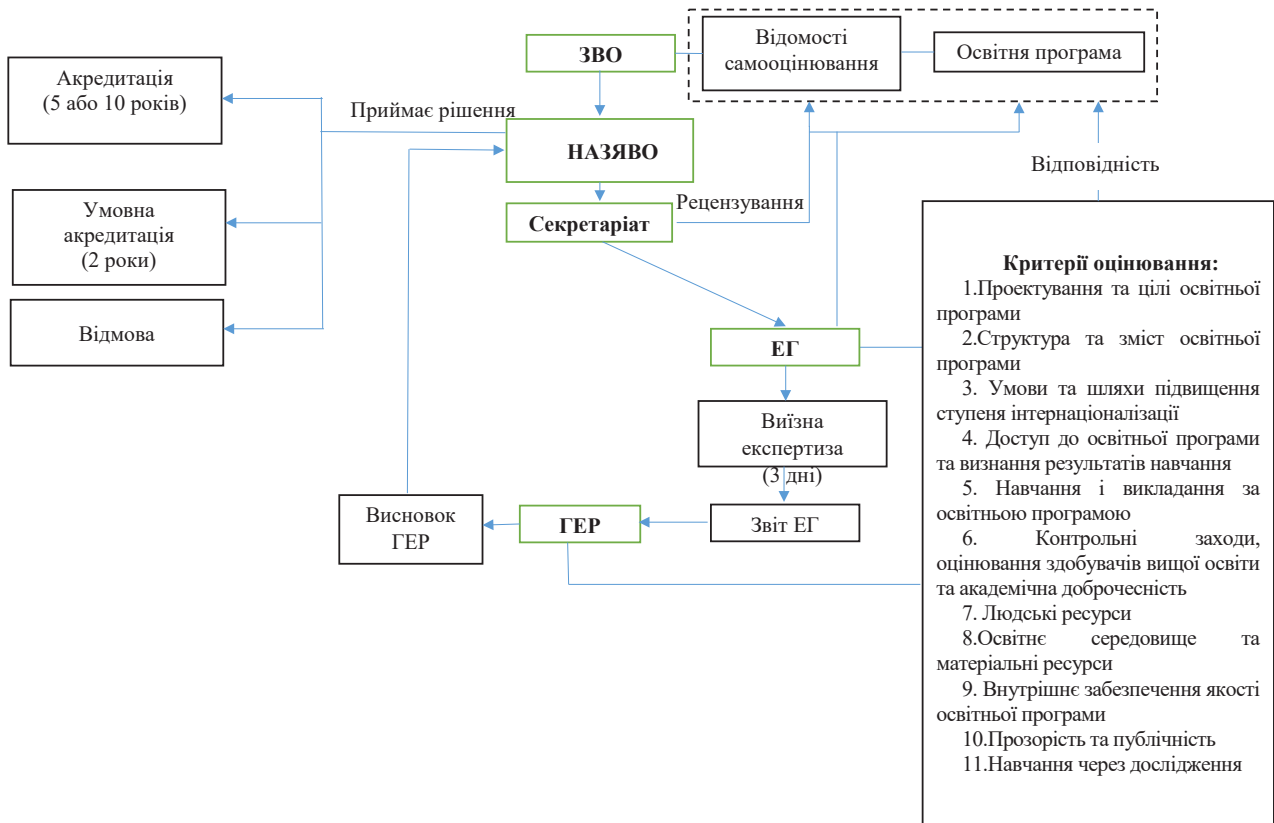 ЗВО
Відомості
самооцінювання
Освітня програма
Акредитація
(5 або 10 років)
Приймає рішення
НАЗЯВО
Відповідність
Умовна
акредитація
(2 роки)
Секретаріат
Рецензування
Відмова
ЕГ
Виїзна
експертиза
(3 дні)
Висновок
ГЕР
ГЕР
Звіт ЕГ
Критерії оцінювання:
1.Проектування та цілі освітньої
програми
2.Структура та зміст освітньої
програми
3. Умови та шляхи підвищення
ступеня інтернаціоналізації
4. Доступ до освітньої програми
та визнання результатів навчання
5. Навчання і викладання за
освітньою програмою
6. Контрольні заходи,
оцінювання здобувачів вищої освіти
та академічна доброчесність
7. Людські ресурси
8.Освітнє середовище та
матеріальні ресурси
9. Внутрішнє забезпечення якості
освітньої програми
10.Прозорість та публічність
11.Навчання через дослідження